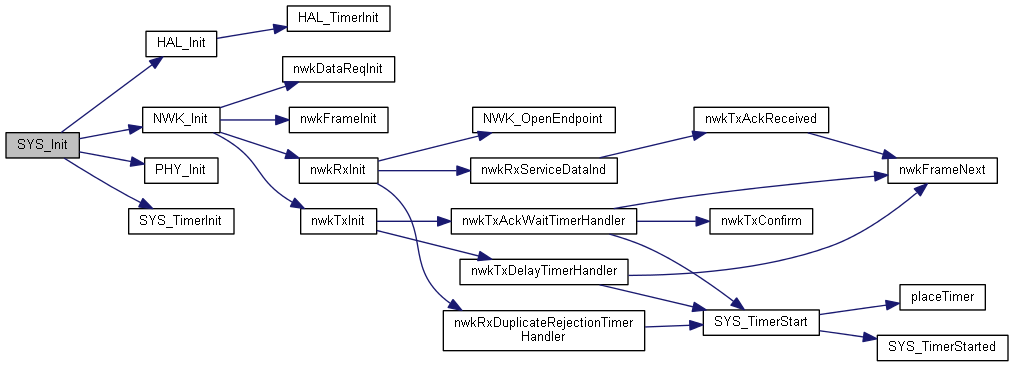 SYS_Init
HAL_Init
HAL_TimerInit
NWK_Init
nwkDataReqInit
nwkFrameInit
nwkRxInit
NWK_OpenEndpoint
nwkRxServiceDataInd
nwkTxAckReceived
nwkFrameNext
PHY_Init
SYS_TimerInit
nwkTxInit
nwkTxAckWaitTimerHandler
nwkTxConfirm
nwkTxDelayTimerHandler
nwkRxDuplicateRejectionTimer
Handler
SYS_TimerStart
placeTimer
SYS_TimerStarted